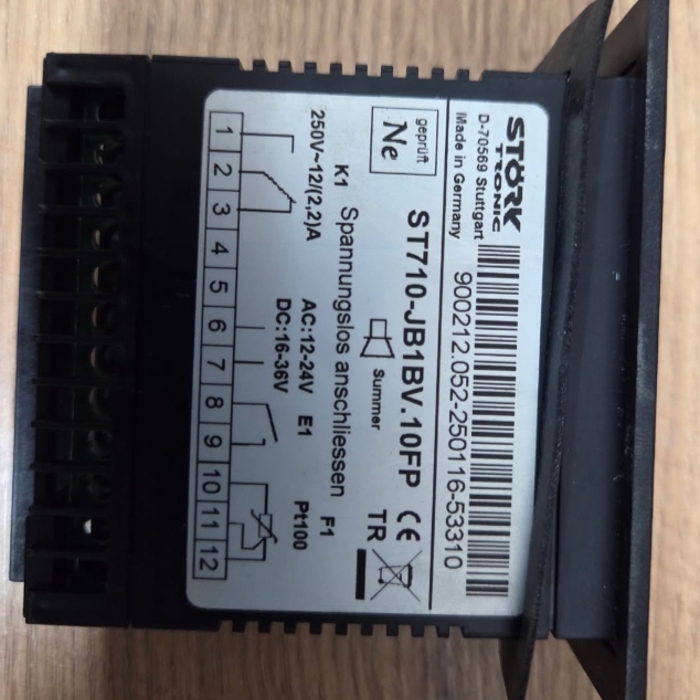 STÖRK
TRONIC
D-70569 Stuttgart
Made in Germany
900212.052-250116-53310
geprüft
Ne
ST710-JB1BV.10FP
CE
TR
Summer
K1 Spannungslos anschliessen F1
250V~12/(2,2)A AC:12-24V E1 Pt100
DC:16-36V
1 2 3 4 5 6 7 8 9 10 11 12